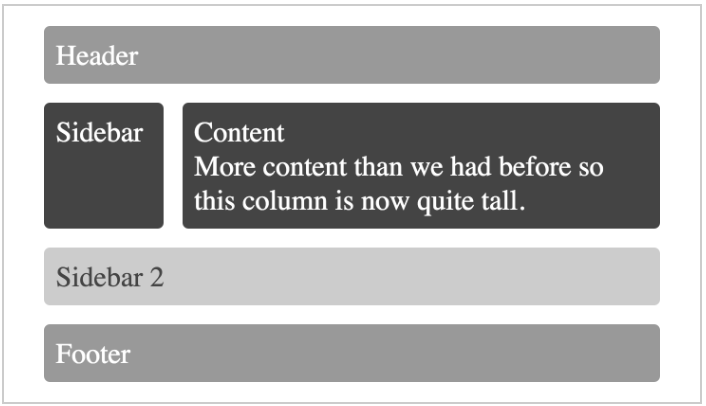 Header
Sidebar
Content
More content than we had before so
this column is now quite tall.
Sidebar 2
Footer